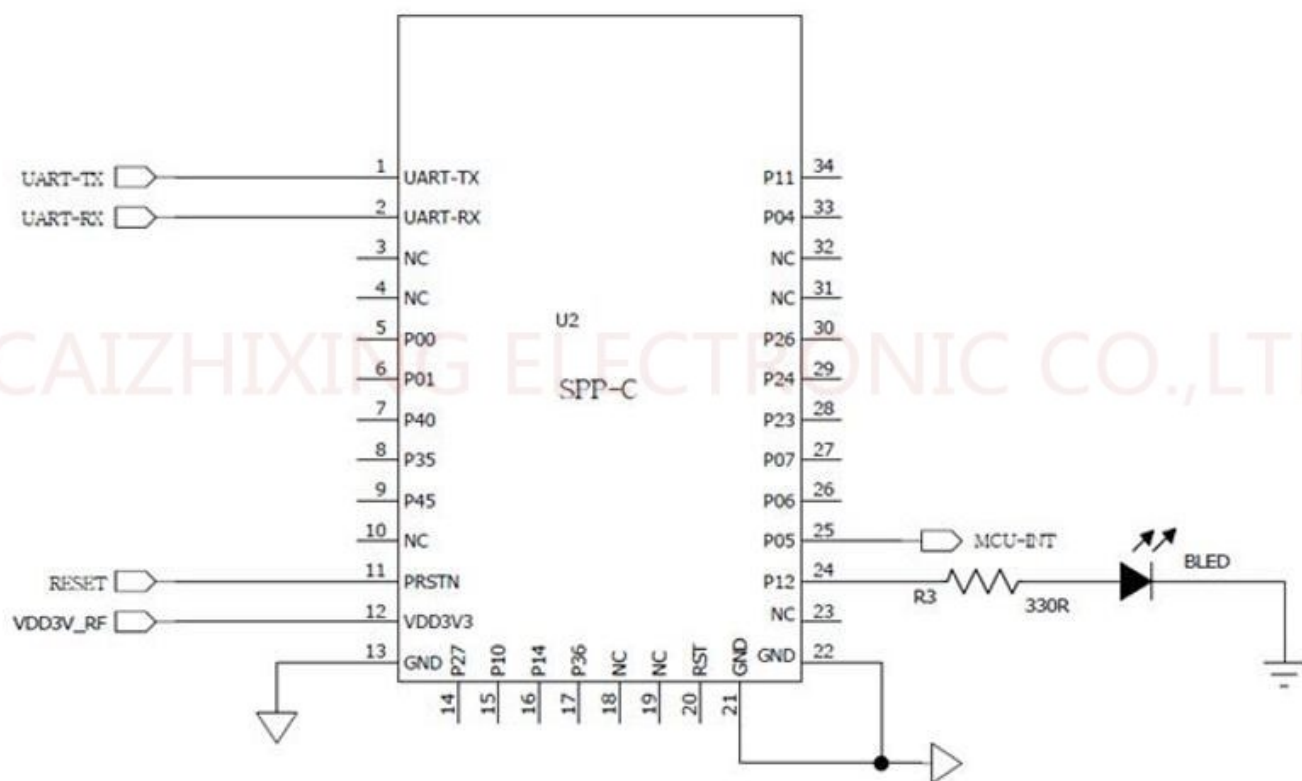 UART-TX 1 UART-TX P11 34
UART-RX 2 UART-RX P04 33
3 NC NC 32
4 NC NC 31
5 P00 P26 30
U2
CAIZHIXING ELECTRONIC CO.,LT
6 P01 P24 29
SPP-C
7 P40 P23 28
8 P35 P07 27
9 P45 P06 26
10 NC P05 25 MCU-INT
RESET 11 PRSTN P12 24 R3 330R BLED
VDD3V_RF 12 VDD3V3 NC 23
13 GND GND 22
P27 P10 P14 P36 NC NC RST GND
14 15 16 17 18 19 20 21